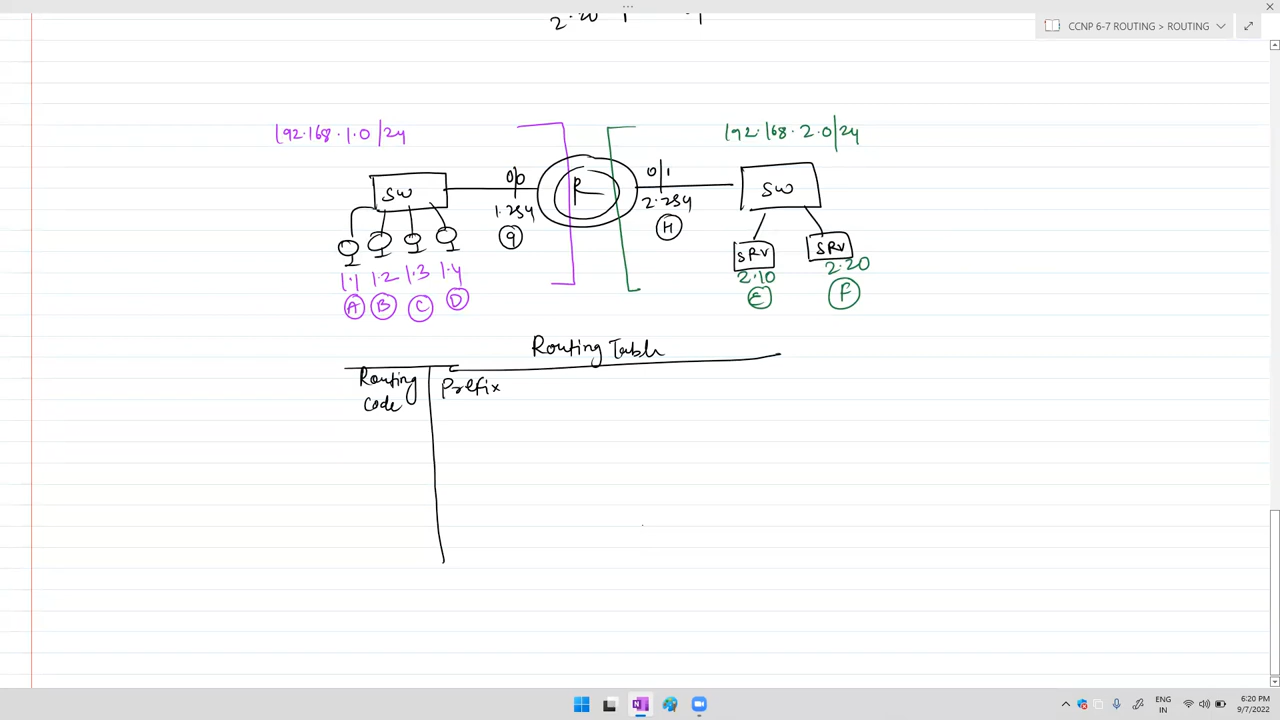 2.20
CCNP 6-7 ROUTING > ROUTING
192.168.1.0/24
192.168.2.0/24
SW
0/0
R
0/1
SW
1.254
2.254
G
H
SRV
SRV
1.1 1.2 1.3 1.4
2.10
2.20
A B C D
E
F
Routing Table
Routing
Code
Prefix
ENG
IN
6:20 PM
9/7/2022